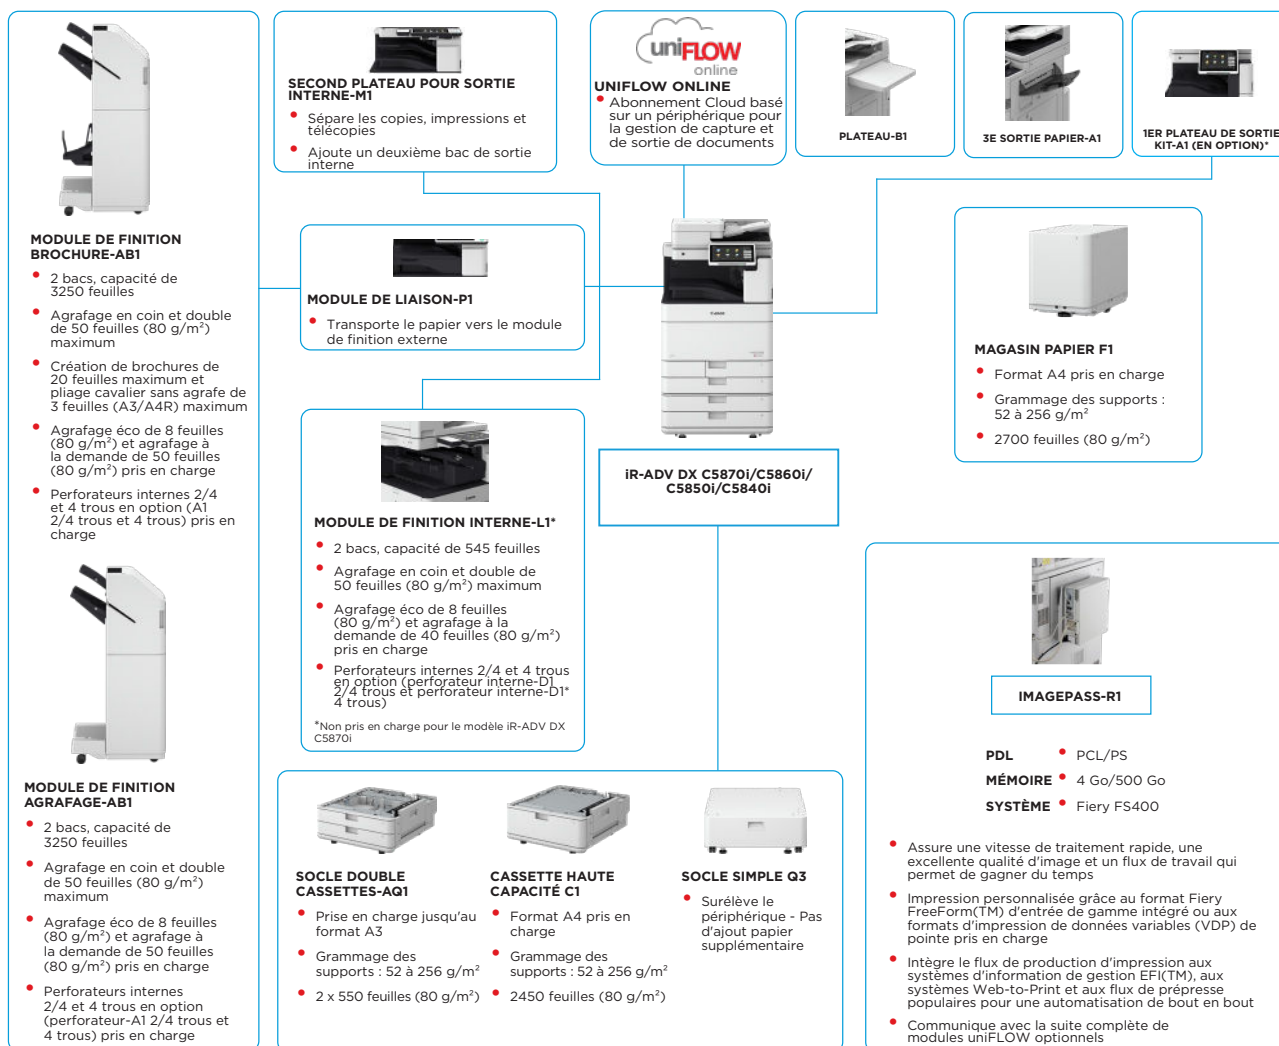 MODULE DE FINITION
BROCHURE-AB1
• 2 bacs, capacité de
3250 feuilles
• Agrafage en coin et double
de 50 feuilles (80 g/m²)
maximum
• Création de brochures de
20 feuilles maximum et
pliage cavalier sans agrafe de
3 feuilles (A3/A4R) maximum
• Agrafage éco de 8 feuilles
(80 g/m²) et agrafage à
la demande de 50 feuilles
(80 g/m²) pris en charge
• Perforateurs internes 2/4
et 4 trous en option (A1
2/4 trous et 4 trous) pris en
charge
MODULE DE FINITION
AGRAFAGE-AB1
• 2 bacs, capacité de
3250 feuilles
• Agrafage en coin et double
de 50 feuilles (80 g/m²)
maximum
• Agrafage éco de 8 feuilles
(80 g/m²) et agrafage à
la demande de 50 feuilles
(80 g/m²) pris en charge
• Perforateurs internes
2/4 et 4 trous en option
(perforateur-A1 2/4 trous et
4 trous) pris en charge
SECOND PLATEAU POUR SORTIE
INTERNE-M1
• Sépare les copies, impressions et
télécopies
• Ajoute un deuxième bac de sortie
interne
uniFLOW
online
UNIFLOW ONLINE
• Abonnement Cloud basé
sur un périphérique pour
la gestion de capture et
de sortie de documents
PLATEAU-B1
3E SORTIE PAPIER-A1
1ER PLATEAU DE SORTIE
KIT-A1 (EN OPTION)*
MODULE DE LIAISON-P1
• Transporte le papier vers le module
de finition externe
Canon
MAGASIN PAPIER F1
• Format A4 pris en charge
• Grammage des supports :
52 à 256 g/m²
• 2700 feuilles (80 g/m²)
iR-ADV DX C5870i/C5860i/
C5850i/C5840i
MODULE DE FINITION INTERNE-L1*
• 2 bacs, capacité de 545 feuilles
• Agrafage en coin et double de
50 feuilles (80 g/m²) maximum
• Agrafage éco de 8 feuilles
(80 g/m²) et agrafage à la
demande de 40 feuilles (80 g/m²)
pris en charge
• Perforateurs internes 2/4 et 4 trous
en option (perforateur interne-D1
2/4 trous et perforateur interne-D1*
4 trous)
*Non pris en charge pour le modèle iR-ADV DX
C5870i
SOCLE DOUBLE
CASSETTES-AQ1
• Prise en charge jusqu'au
format A3
• Grammage des
supports : 52 à 256 g/m²
• 2 x 550 feuilles (80 g/m²)
CASSETTE HAUTE
CAPACITÉ C1
• Format A4 pris en
charge
• Grammage des
supports : 52 à 256 g/m²
• 2450 feuilles (80 g/m²)
SOCLE SIMPLE Q3
• Surélève le
périphérique - Pas
d'ajout papier
supplémentaire
IMAGEPASS-R1
PDL • PCL/PS
MÉMOIRE • 4 Go/500 Go
SYSTÈME • Fiery FS400
• Assure une vitesse de traitement rapide, une
excellente qualité d'image et un flux de travail qui
permet de gagner du temps
• Impression personnalisée grâce au format Fiery
FreeForm(TM) d'entrée de gamme intégré ou aux
formats d'impression de données variables (VDP) de
pointe pris en charge
• Intègre le flux de production d'impression aux
systèmes d'information de gestion EFI(TM), aux
systèmes Web-to-Print et aux flux de prépresse
populaires pour une automatisation de bout en bout
• Communique avec la suite complète de
modules uniFLOW optionnels